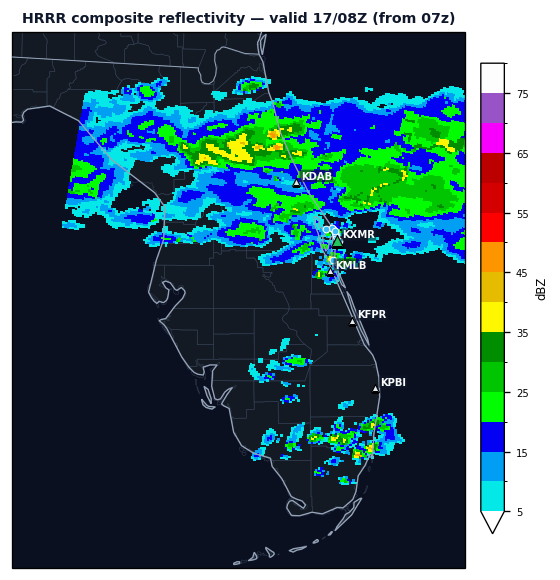 HRRR composite reflectivity — valid 17/08Z (from 07z)
KDAB
KXMR
KMLB
KFPR
KPBI
75
65
55
45
35
25
15
5
dBZ